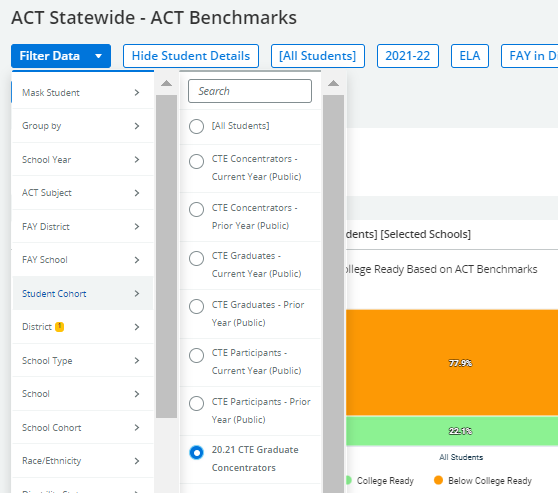 ACT Statewide - ACT Benchmarks
Filter Data
Hide Student Details
[All Students]
2021-22
ELA
FAY in
Mask Student
Group by
School Year
ACT Subject
FAY District
FAY School
Student Cohort
District 1
School Type
School
School Cohort
Race/Ethnicity
Search
[All Students]
CTE Concentrators -
Current Year (Public)
CTE Concentrators -
Prior Year (Public)
CTE Graduates -
Current Year (Public)
CTE Graduates - Prior
Year (Public)
CTE Participants -
Current Year (Public)
CTE Participants - Prior
Year (Public)
20.21 CTE Graduate
Concentrators
dents] [Selected Schools]
ollege Ready Based on ACT Benchmarks
77.9%
22.1%
All Students
College Ready
Below College Ready